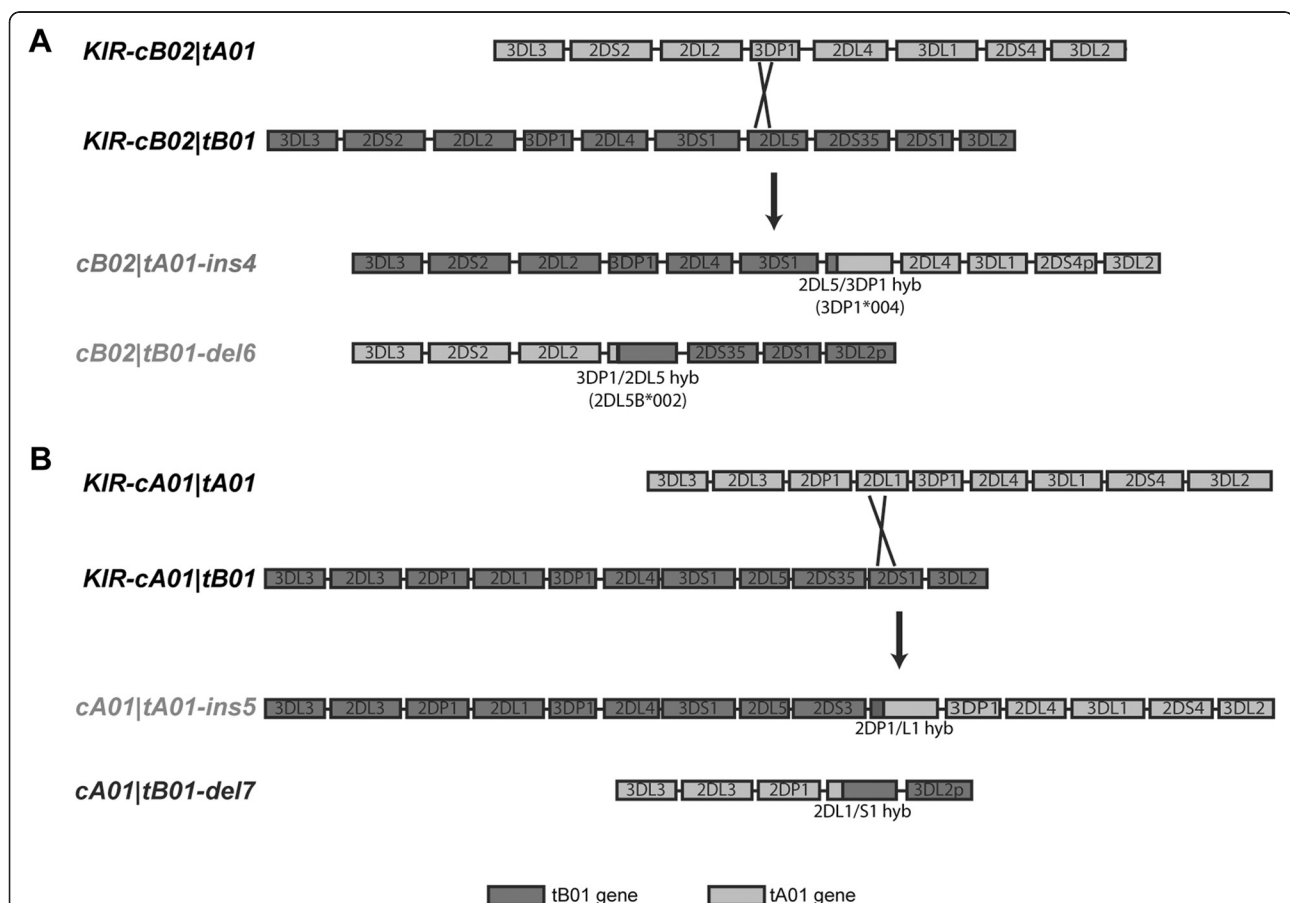 A
KIR-cB02|tA01 3DL3 2DS2 2DL2 3DP1 2DL4 3DL1 2DS4 3DL2
KIR-cB02|tB01 3DL3 2DS2 2DL2 3DP1 2DL4 3DS1 2DL5 2DS35 2DS1 3DL2
cB02|tA01-ins4 3DL3 2DS2 2DL2 3DP1 2DL4 3DS1 2DL4 3DL1 2DS4p 3DL2
2DL5/3DP1 hyb
(3DP1*004)
cB02|tB01-del6 3DL3 2DS2 2DL2 2DS35 2DS1 3DL2p
3DP1/2DL5 hyb
(2DL5B*002)
B
KIR-cA01|tA01 3DL3 2DL3 2DP1 2DL1 3DP1 2DL4 3DL1 2DS4 3DL2
KIR-cA01|tB01 3DL3 2DL3 2DP1 2DL1 3DP1 2DL4 3DS1 2DL5 2DS35 2DS1 3DL2
cA01|tA01-ins5 3DL3 2DL3 2DP1 2DL1 3DP1 2DL4 3DS1 2DL5 2DS3 3DP1 2DL4 3DL1 2DS4 3DL2
2DP1/L1 hyb
cA01|tB01-del7 3DL3 2DL3 2DP1 3DL2p
2DL1/S1 hyb
tB01 gene tA01 gene